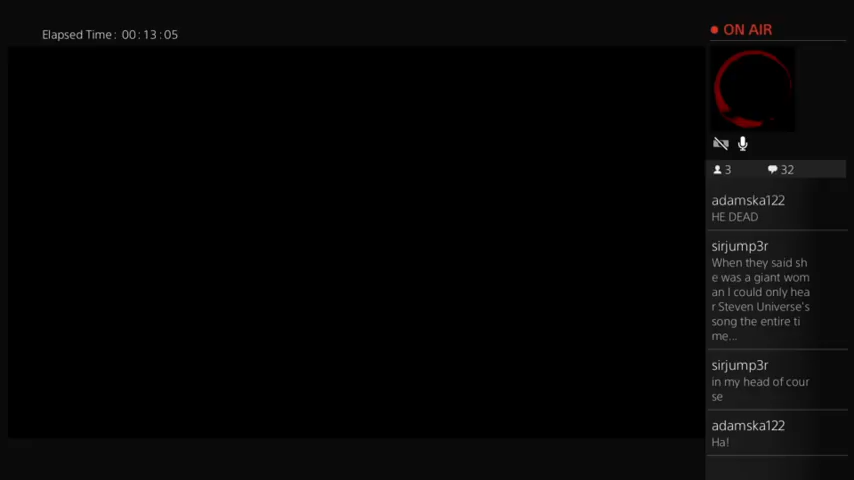 Elapsed Time: 00:13:05
ON AIR
3 32
adamska122
HE DEAD
sirjump3r
When they said sh
e was a giant wom
an I could only hea
r Steven Universe's
song the entire ti
me...
sirjump3r
in my head of cour
se
adamska122
Ha!